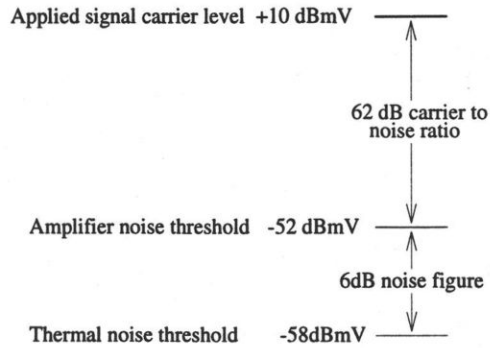 Applied signal carrier level +10 dBmV
62 dB carrier to
noise ratio
Amplifier noise threshold -52 dBmV
6dB noise figure
Thermal noise threshold -58dBmV